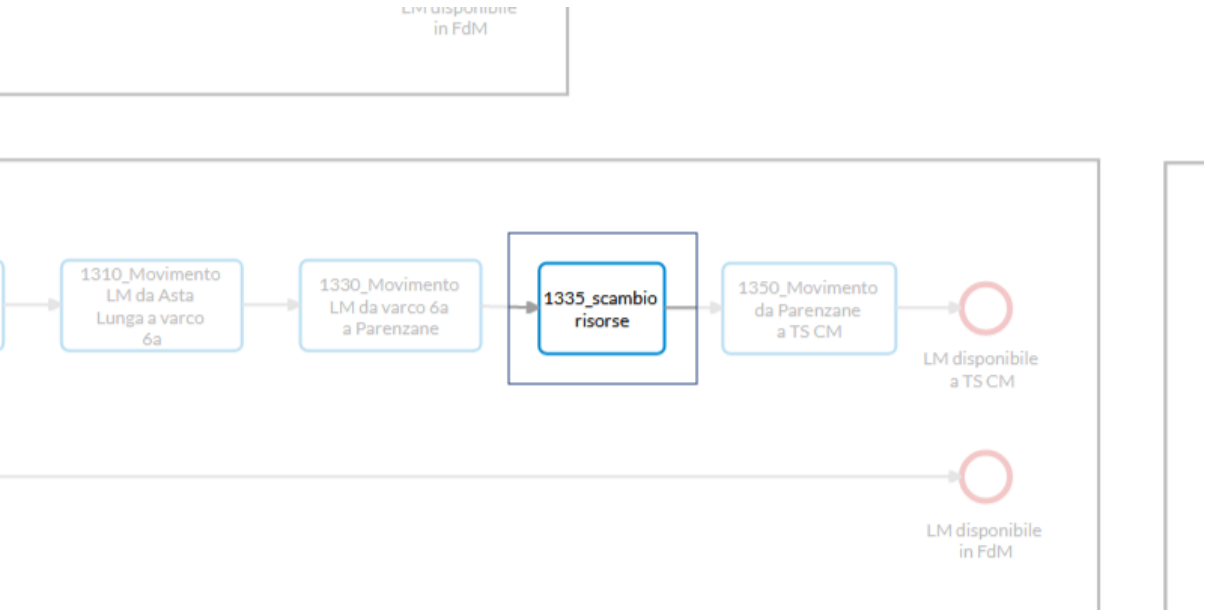 LM disponibile
in FdM
1310_Movimento
LM da Asta
Lunga a varco
6a
1330_Movimento
LM da varco 6a
a Parenzane
1335_scambio
risorse
1350_Movimento
da Parenzane
a TS CM
LM disponibile
a TS CM
LM disponibile
in FdM